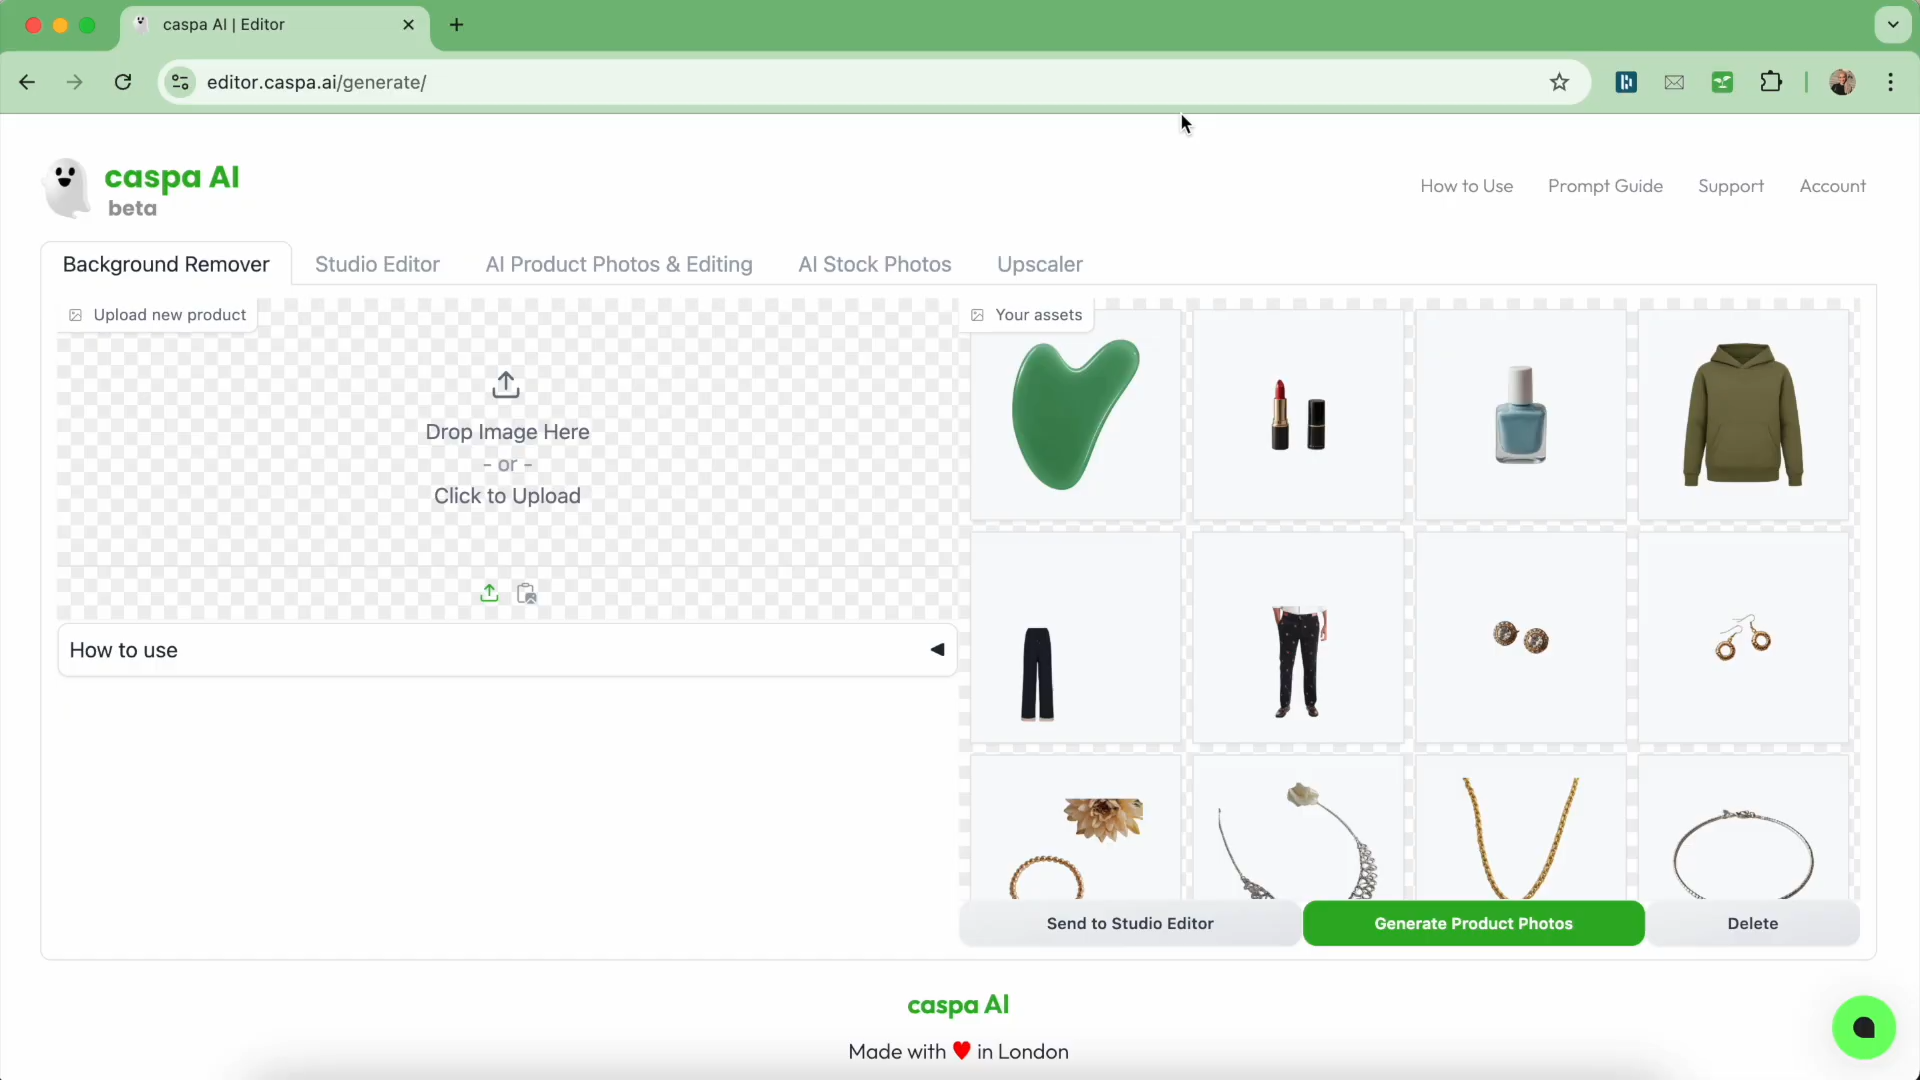 caspa AI | Editor
editor.caspa.ai/generate/
caspa AI
beta
How to Use
Prompt Guide
Support
Account
Background Remover
Studio Editor
AI Product Photos & Editing
AI Stock Photos
Upscaler
Upload new product
Drop Image Here
- or -
Click to Upload
How to use
Your assets
Send to Studio Editor
Generate Product Photos
Delete
caspa AI
Made with ❤️ in London